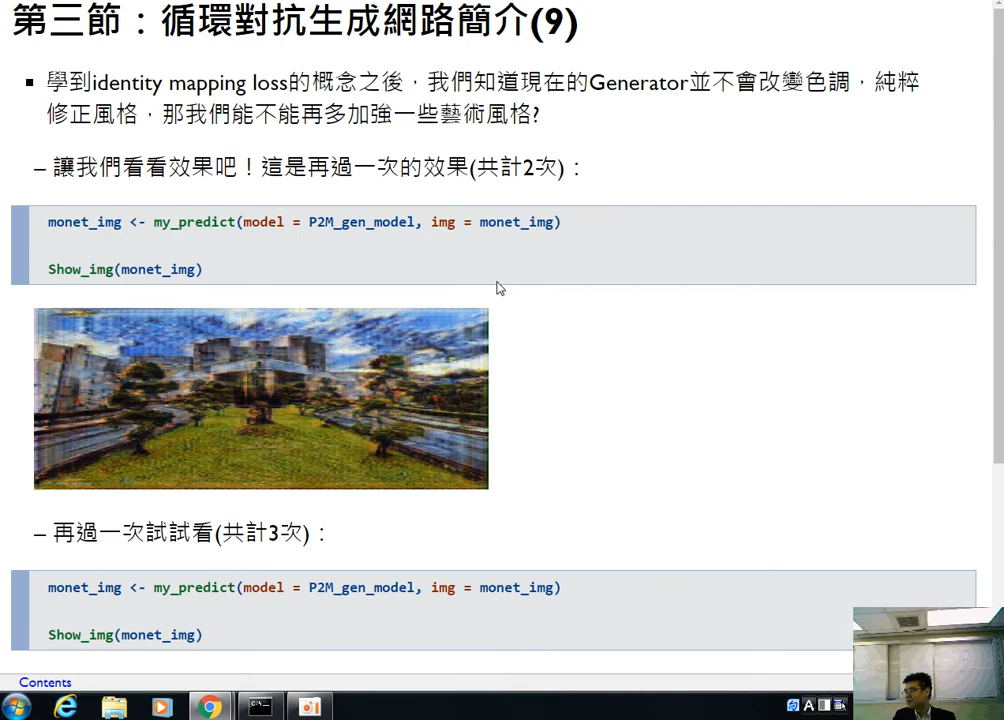 第三節：循環對抗生成網路簡介(9)
▪ 學到identity mapping loss的概念之後，我們知道現在的Generator並不會改變色調，純粹
修正風格，那我們能不能再多加強一些藝術風格?
– 讓我們看看效果吧！這是再過一次的效果(共計2次)：
monet_img <- my_predict(model = P2M_gen_model, img = monet_img)
Show_img(monet_img)
– 再過一次試試看(共計3次)：
monet_img <- my_predict(model = P2M_gen_model, img = monet_img)
Show_img(monet_img)
Contents
A